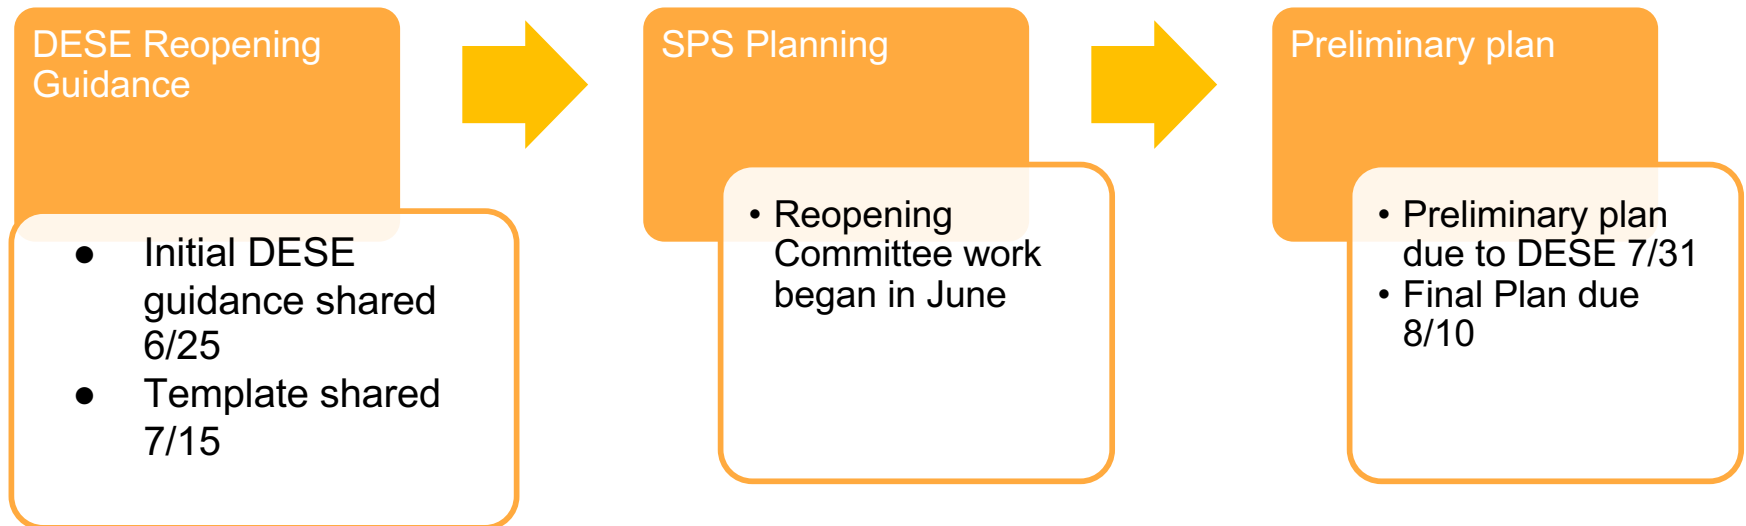 DESE Reopening
Guidance
● Initial DESE
guidance shared
6/25
● Template shared
7/15
SPS Planning
• Reopening
Committee work
began in June
Preliminary plan
• Preliminary plan
due to DESE 7/31
• Final Plan due
8/10